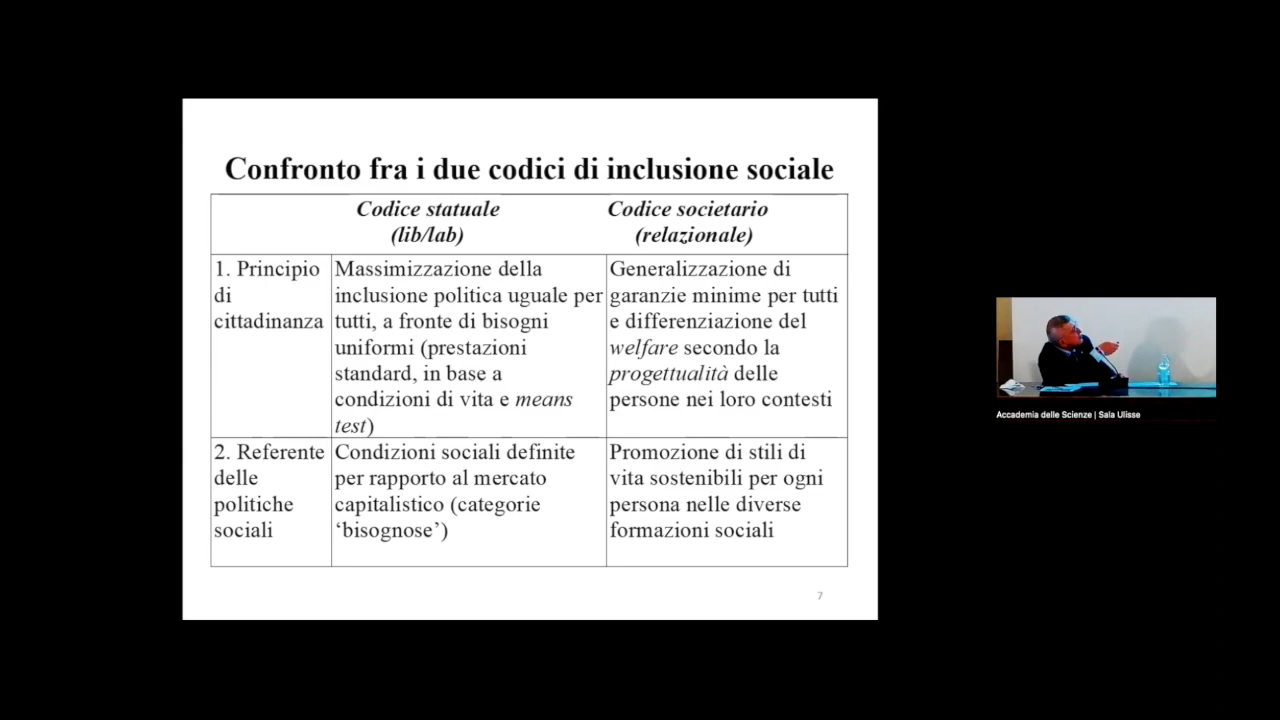 Confronto fra i due codici di inclusione sociale
Codice statuale
(lib/lab)
Codice societario
(relazionale)
1. Principio
di
cittadinanza
Massimizzazione della
inclusione politica uguale per
tutti, a fronte di bisogni
uniformi (prestazioni
standard, in base a
condizioni di vita e means
test)
Generalizzazione di
garanzie minime per tutti
e differenziazione del
welfare secondo la
progettualità delle
persone nei loro contesti
2. Referente
delle
politiche
sociali
Condizioni sociali definite
per rapporto al mercato
capitalistico (categorie
‘bisognose’)
Promozione di stili di
vita sostenibili per ogni
persona nelle diverse
formazioni sociali
7
Accademia delle Scienze | Sala Ulisse